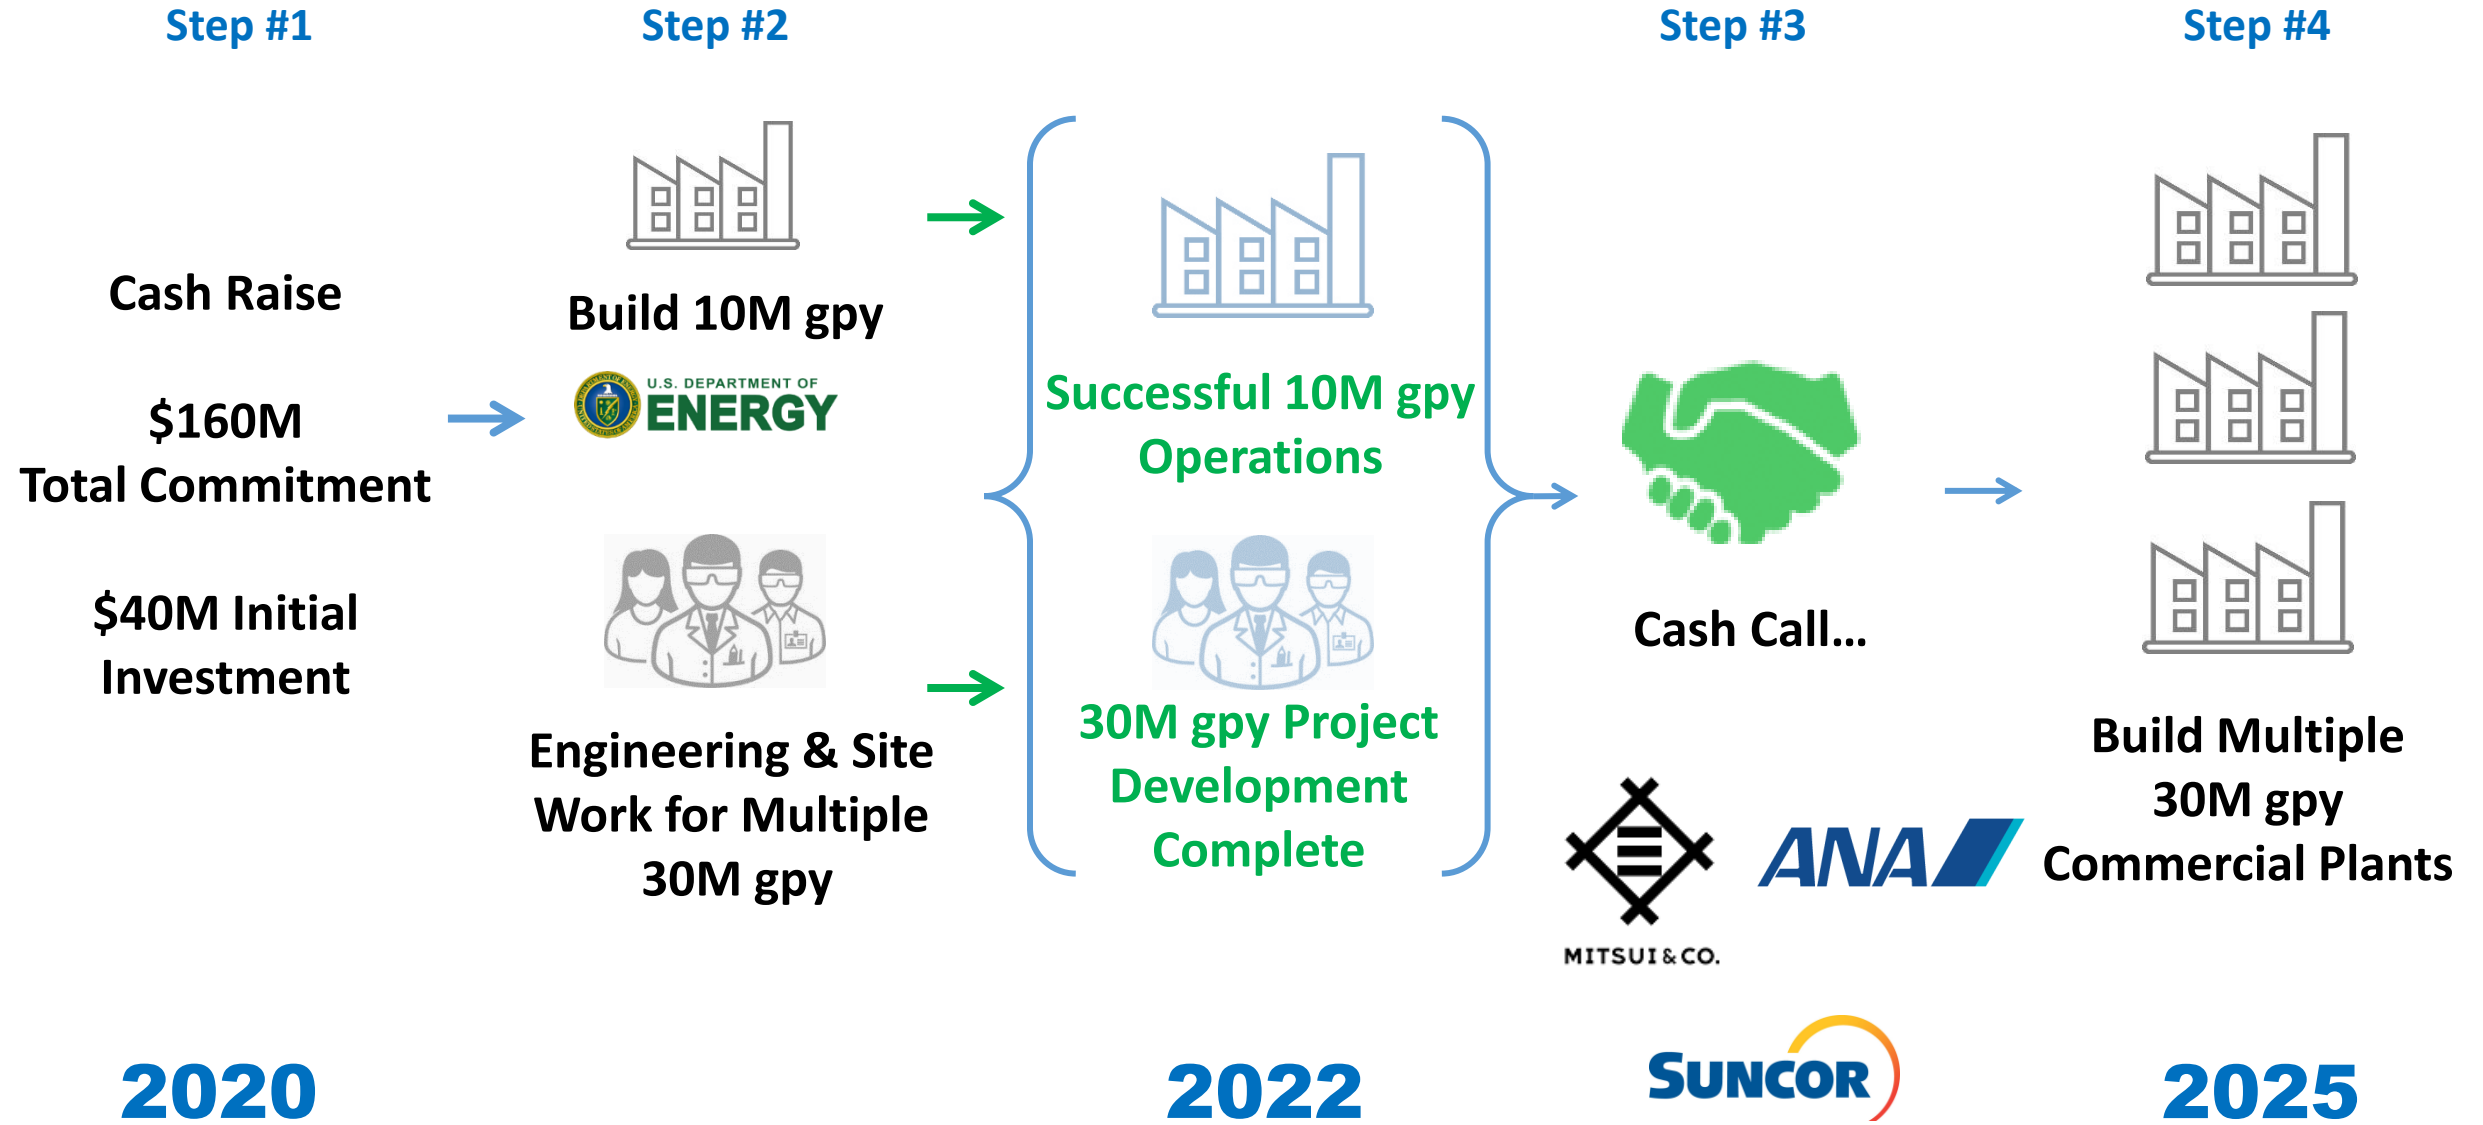 Step #1
Step #2
Step #3
Step #4
Cash Raise
$160M
Total Commitment
$40M Initial
Investment
Build 10M gpy
U.S. DEPARTMENT OF
ENERGY
Engineering & Site
Work for Multiple
30M gpy
Successful 10M gpy
Operations
30M gpy Project
Development
Complete
Cash Call...
MITSUI & CO.
ANA
SUNCOR
Build Multiple
30M gpy
Commercial Plants
2020
2022
2025